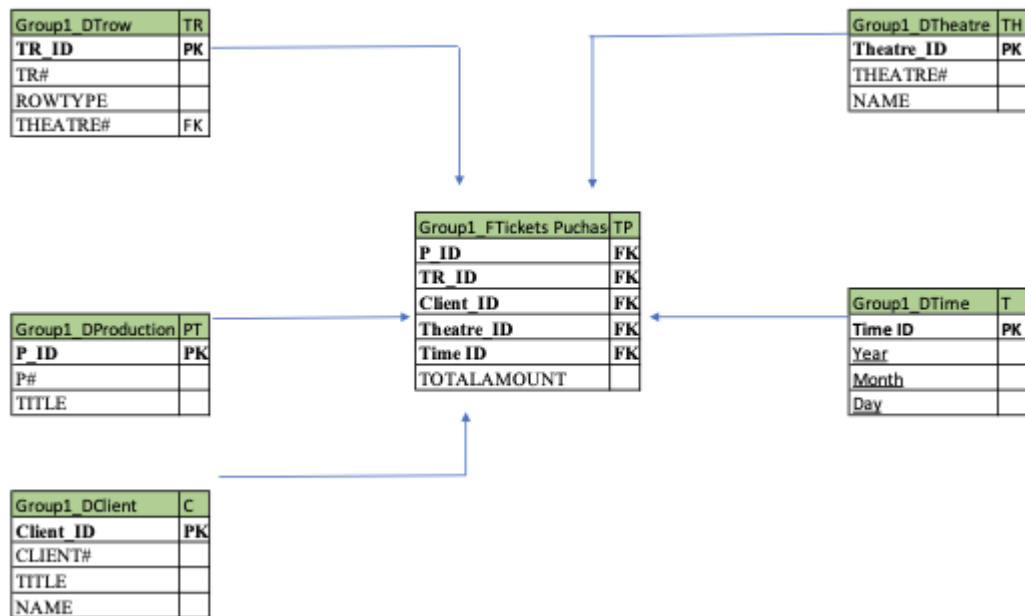 Group1_DTrow TR
TR_ID PK
TR#
ROWTYPE
THEATRE# FK
Group1_DTheatre TH
Theatre_ID PK
THEATRE#
NAME
Group1_FTickets Puchas TP
P_ID FK
TR_ID FK
Client_ID FK
Theatre_ID FK
Time ID FK
TOTALAMOUNT
Group1_DProduction PT
P_ID PK
P#
TITLE
Group1_DTime T
Time ID PK
Year
Month
Day
Group1_DClient C
Client_ID PK
CLIENT#
TITLE
NAME